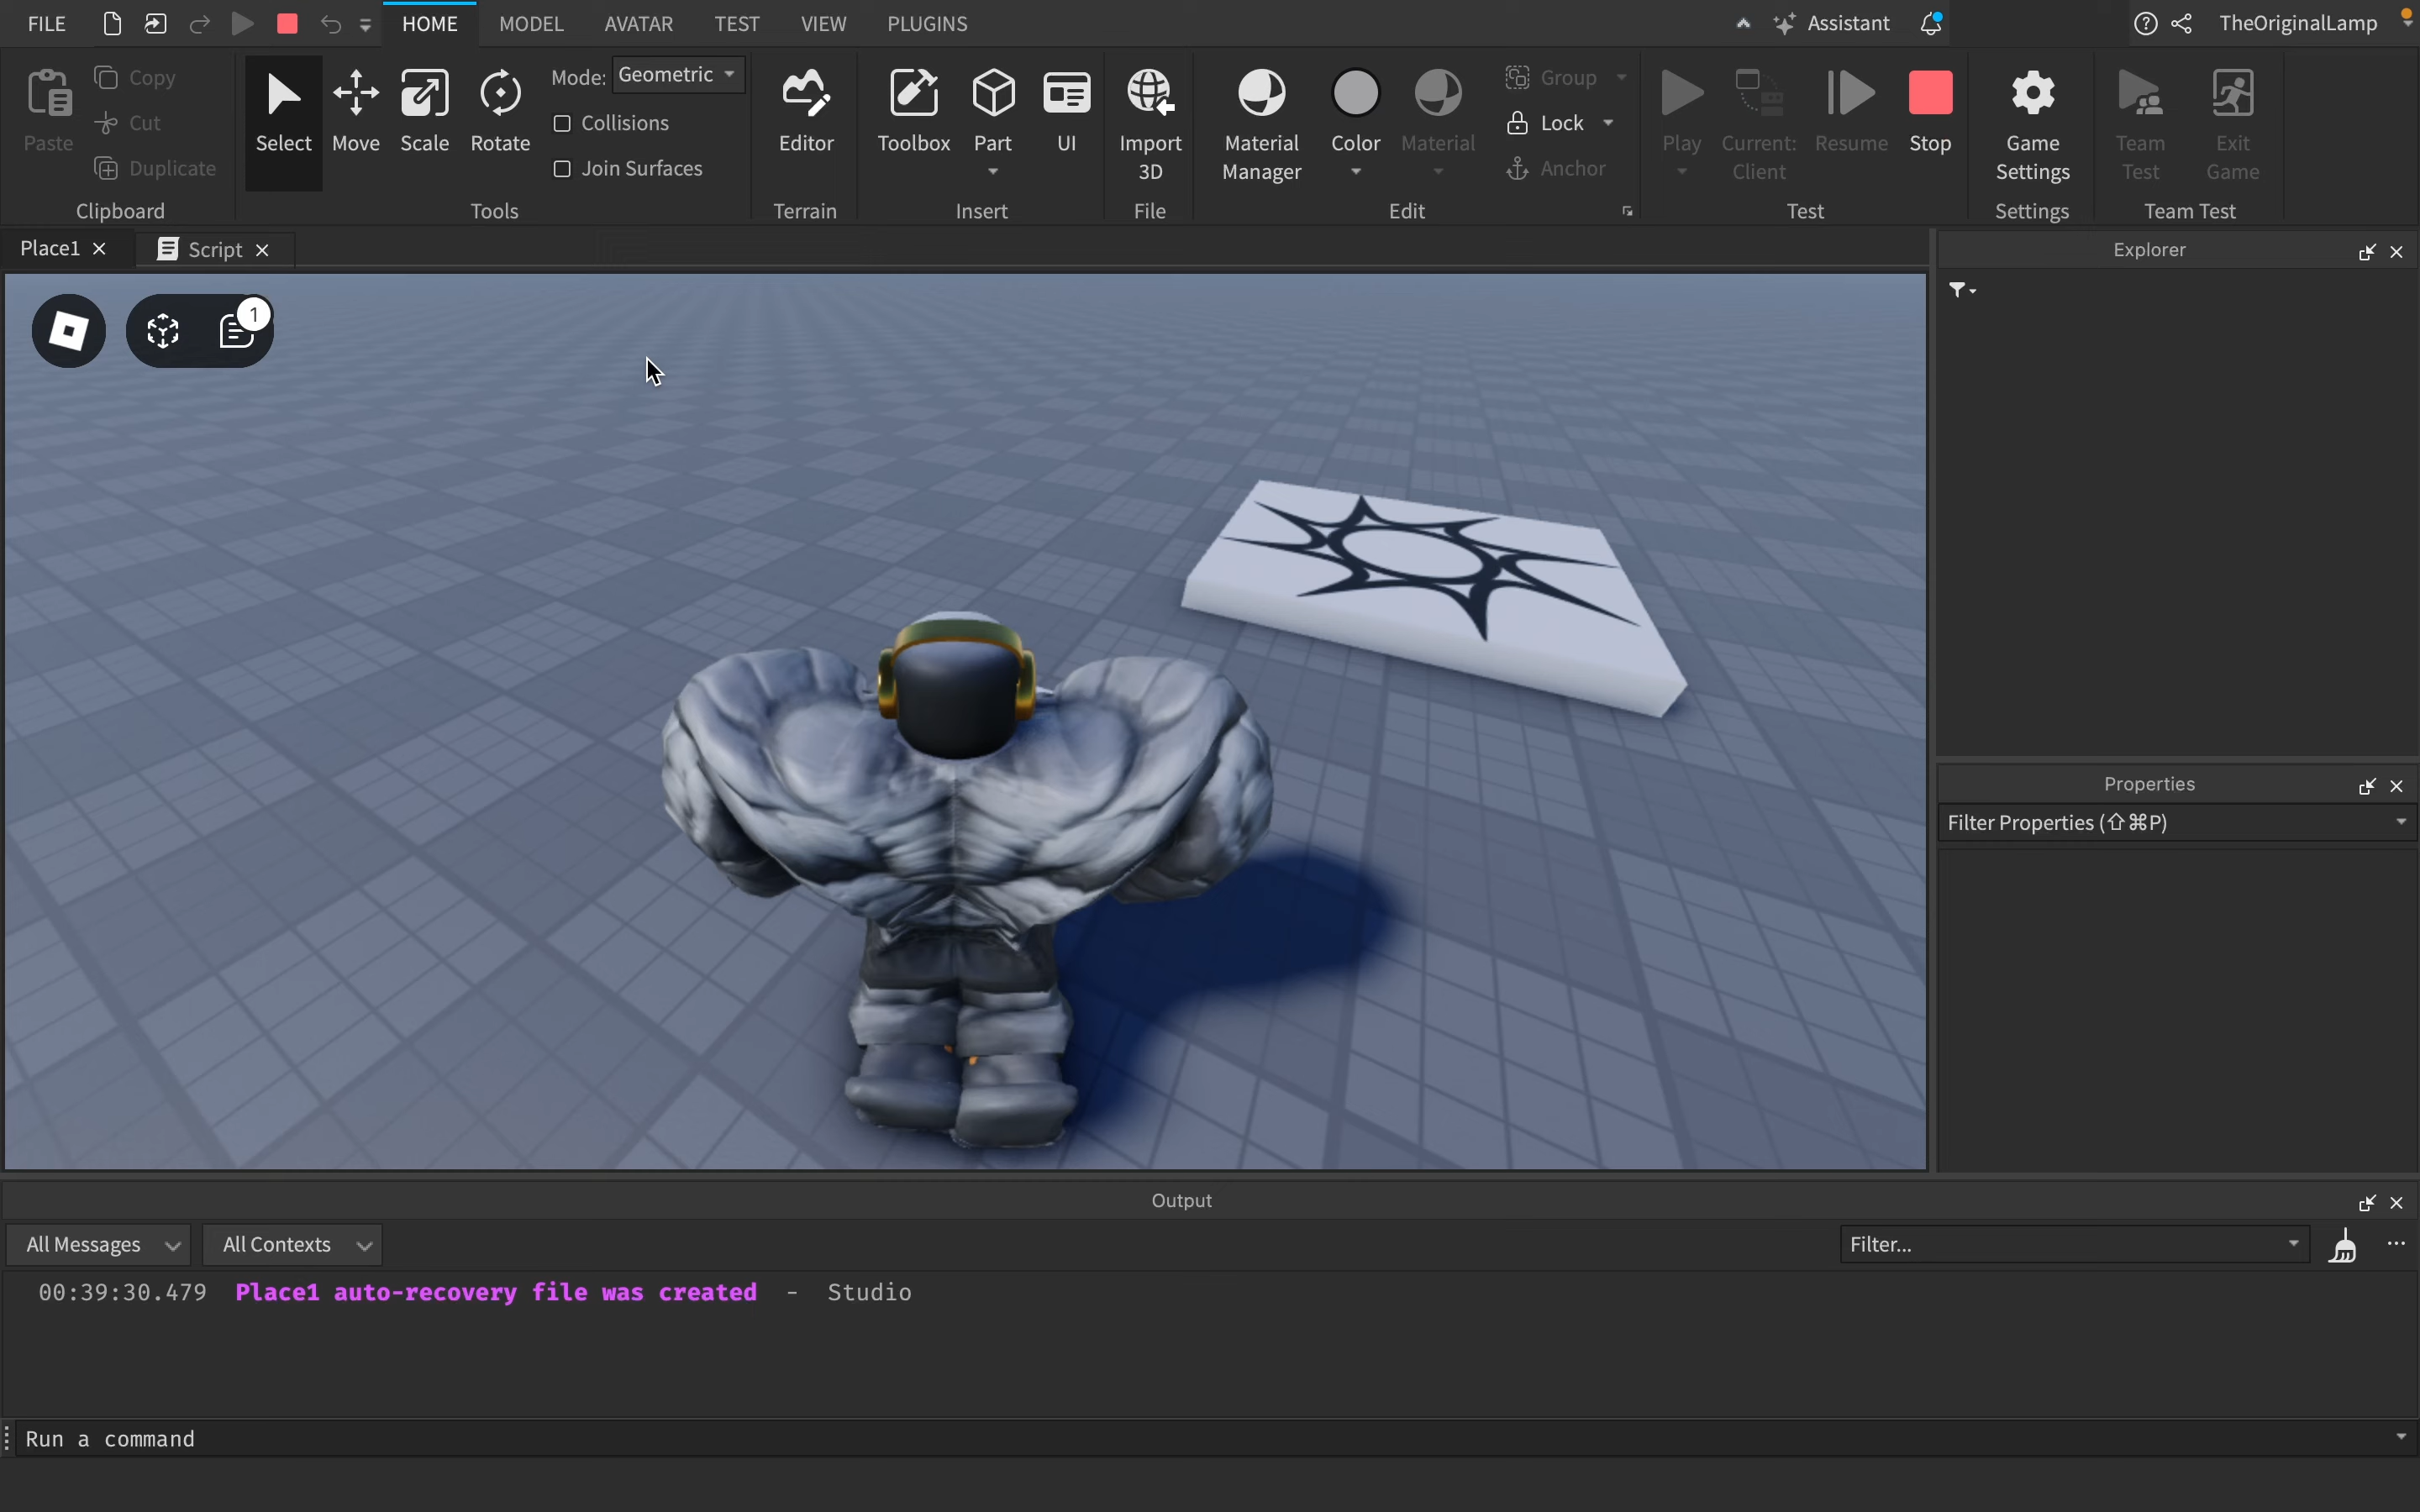 FILE HOME MODEL AVATAR TEST VIEW PLUGINS Assistant TheOriginalLamp
Paste Copy Cut Duplicate
Clipboard
Select Move Scale Rotate
Mode: Geometric
Collisions
Join Surfaces
Tools
Editor
Terrain
Toolbox Part UI
Insert
Import 3D
File
Material Manager Color Material
Group
Lock
Anchor
Edit
Play Current: Client Resume Stop
Test
Game Settings
Settings
Team Test Exit Game
Team Test
Place1 Script
1
Explorer
Properties
Filter Properties (⇧⌘P)
Output
All Messages All Contexts Filter...
00:39:30.479 Place1 auto-recovery file was created - Studio
Run a command